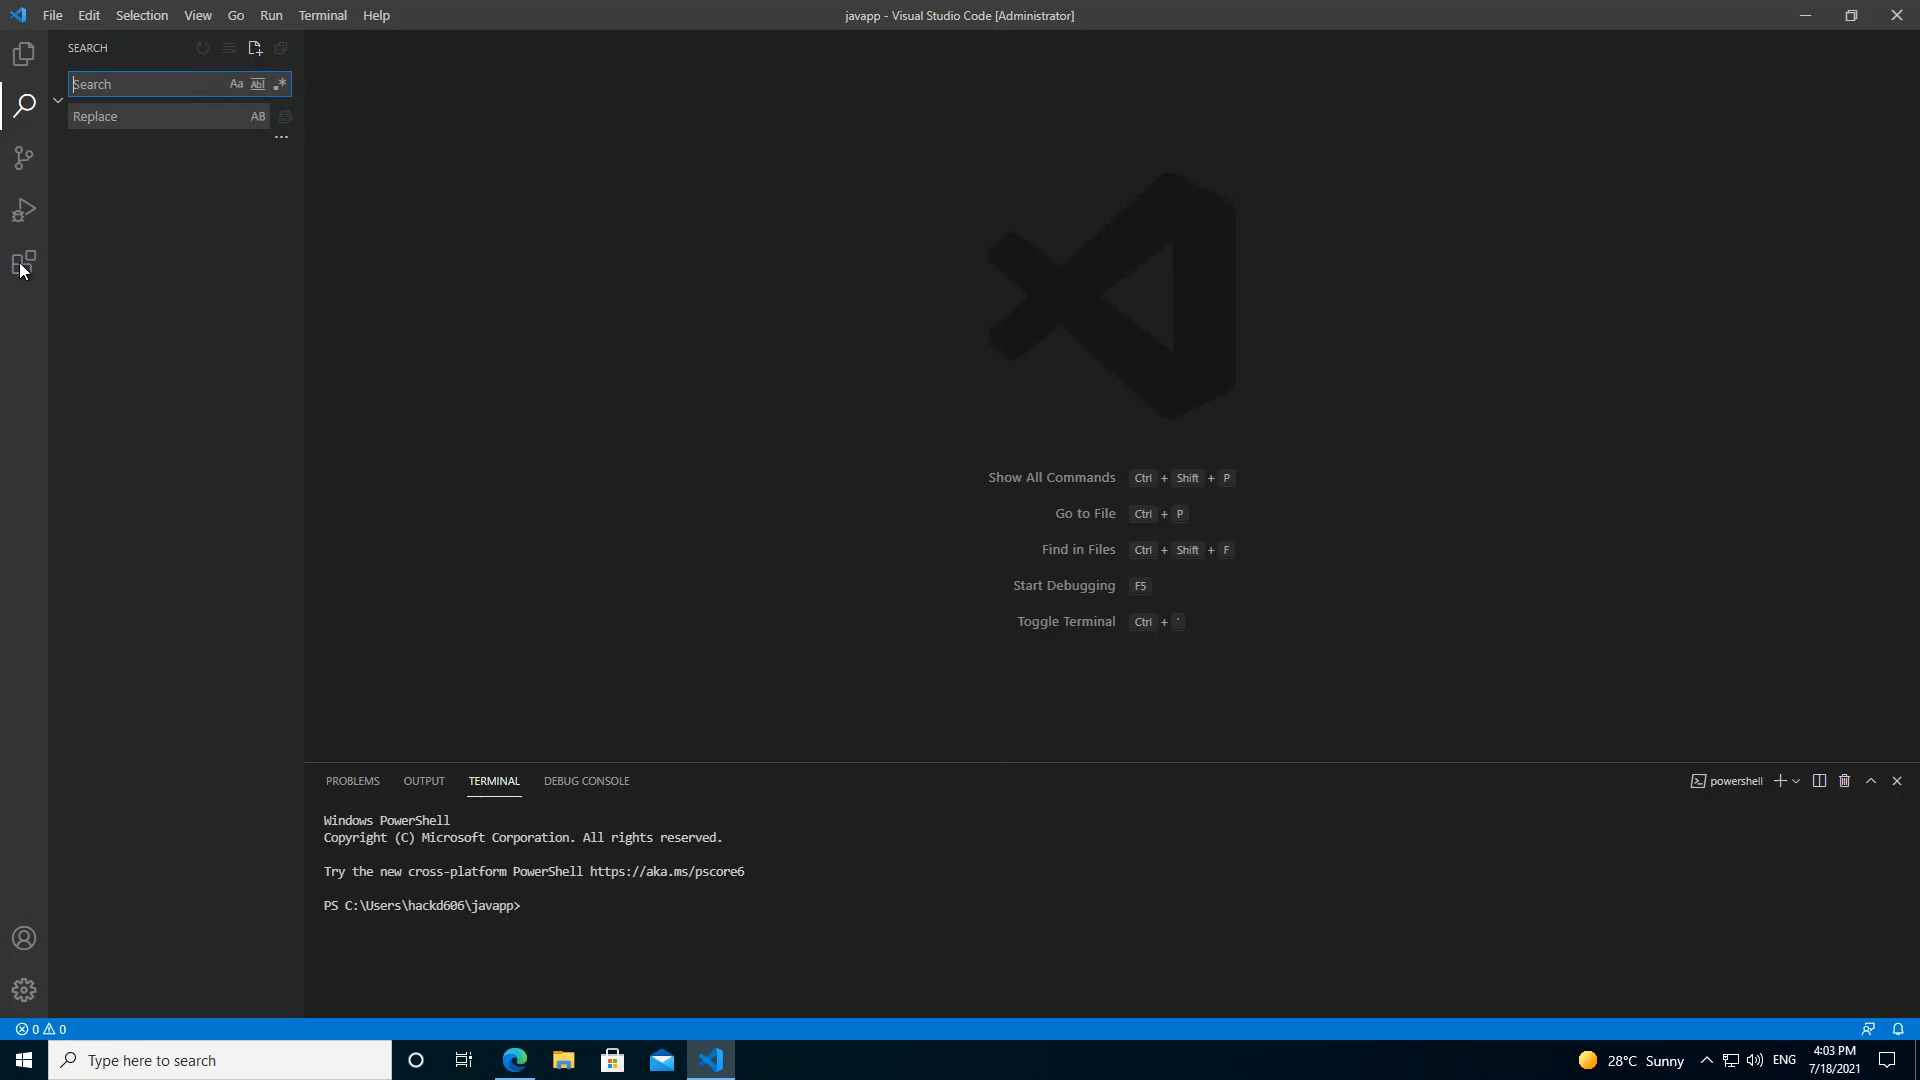 File Edit Selection View Go Run Terminal Help
javapp - Visual Studio Code [Administrator]
SEARCH
Search
Aa Abl .*
Replace
AB
...
Show All Commands Ctrl + Shift + P
Go to File Ctrl + P
Find in Files Ctrl + Shift + F
Start Debugging F5
Toggle Terminal Ctrl + '
PROBLEMS OUTPUT TERMINAL DEBUG CONSOLE
powershell
Windows PowerShell
Copyright (C) Microsoft Corporation. All rights reserved.
Try the new cross-platform PowerShell https://aka.ms/pscore6
PS C:\Users\hackd606\javapp>
0 0
Type here to search
28°C Sunny
ENG
4:03 PM
7/18/2021